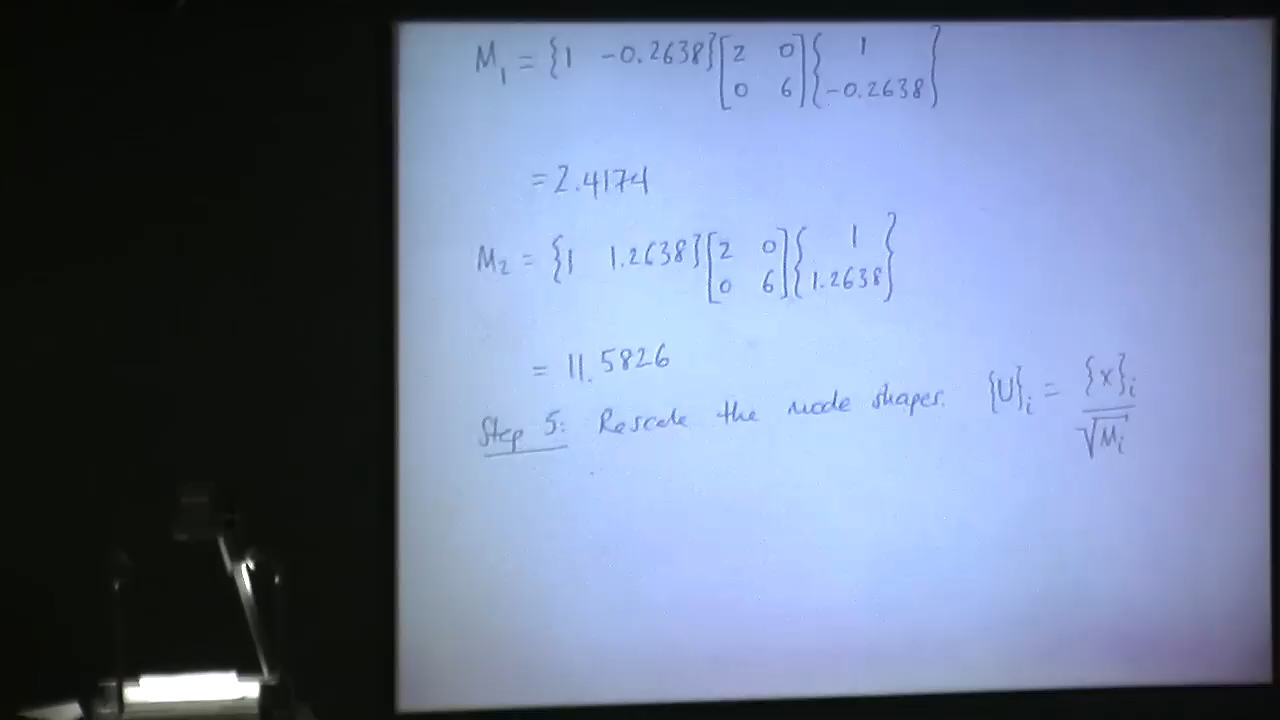 M₁ = {1 -0.2638} [2 0
0 6] {1
-0.2638}
= 2.4174
M₂ = {1 1.2638} [2 0
0 6] {1
1.2638}
= 11.5826
Step 5: Rescale the mode shapes. {U}ᵢ = {x}ᵢ / √Mᵢ